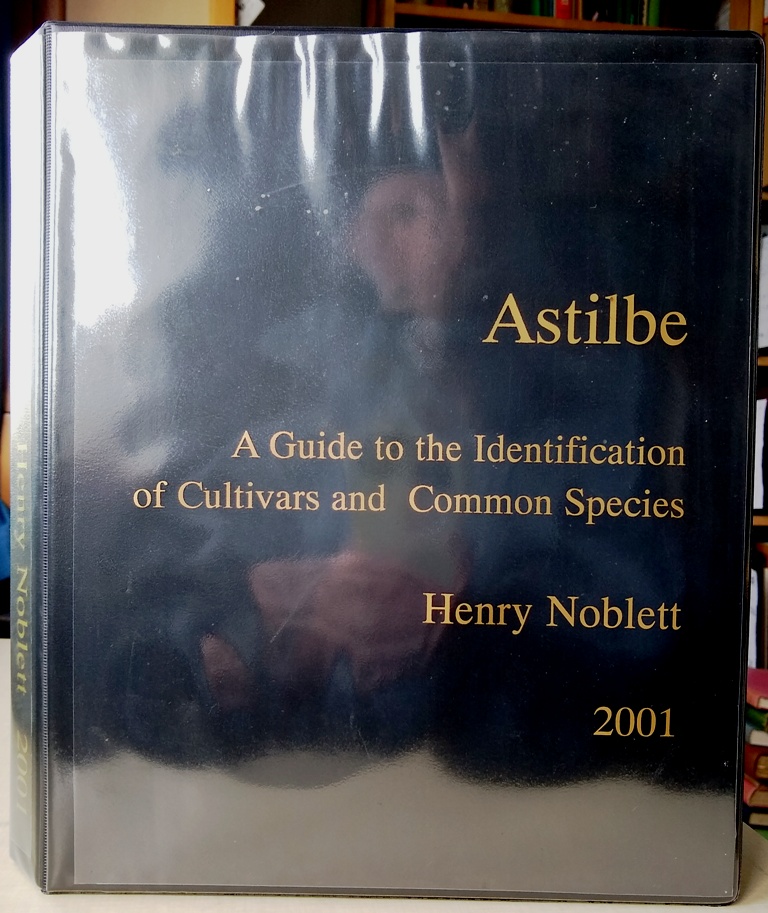 Astilbe
A Guide to the Identification
of Cultivars and Common Species
Henry Noblett
2001
Henry Noblett 2001